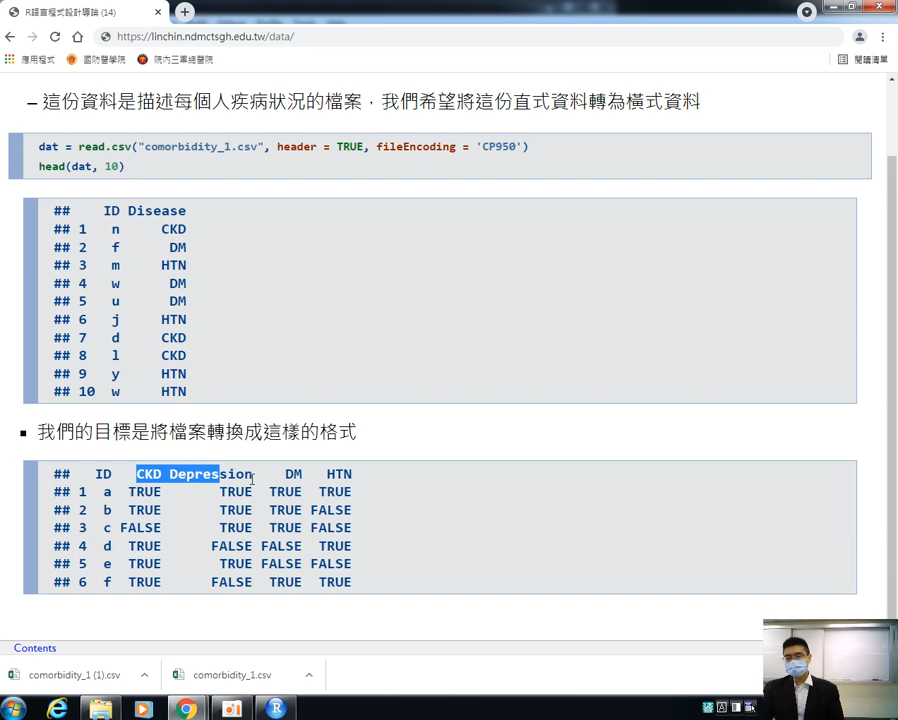 R語言程式設計導論 (14)
https://linchin.ndmctsgh.edu.tw/data/
應用程式 國防醫學院 院內三軍總醫院 閱讀清單
– 這份資料是描述每個人疾病狀況的檔案，我們希望將這份直式資料轉為橫式資料
dat = read.csv("comorbidity_1.csv", header = TRUE, fileEncoding = 'CP950')
head(dat, 10)
## ID Disease
## 1 n CKD
## 2 f DM
## 3 m HTN
## 4 w DM
## 5 u DM
## 6 j HTN
## 7 d CKD
## 8 l CKD
## 9 y HTN
## 10 w HTN
▪ 我們的目標是將檔案轉換成這樣的格式
## ID CKD Depression DM HTN
## 1 a TRUE TRUE TRUE TRUE
## 2 b TRUE TRUE TRUE FALSE
## 3 c FALSE TRUE TRUE FALSE
## 4 d TRUE FALSE FALSE TRUE
## 5 e TRUE TRUE FALSE FALSE
## 6 f TRUE FALSE TRUE TRUE
Contents
comorbidity_1 (1).csv comorbidity_1.csv